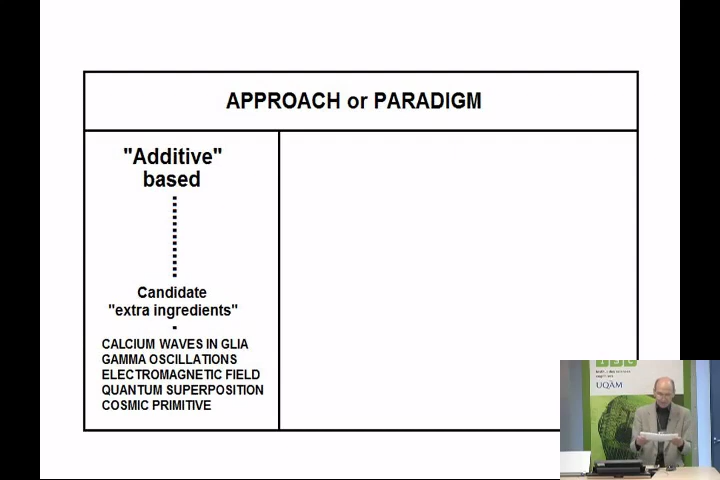 APPROACH or PARADIGM
"Additive"
based
Candidate
"extra ingredients"
CALCIUM WAVES IN GLIA
GAMMA OSCILLATIONS
ELECTROMAGNETIC FIELD
QUANTUM SUPERPOSITION
COSMIC PRIMITIVE
UQÀM